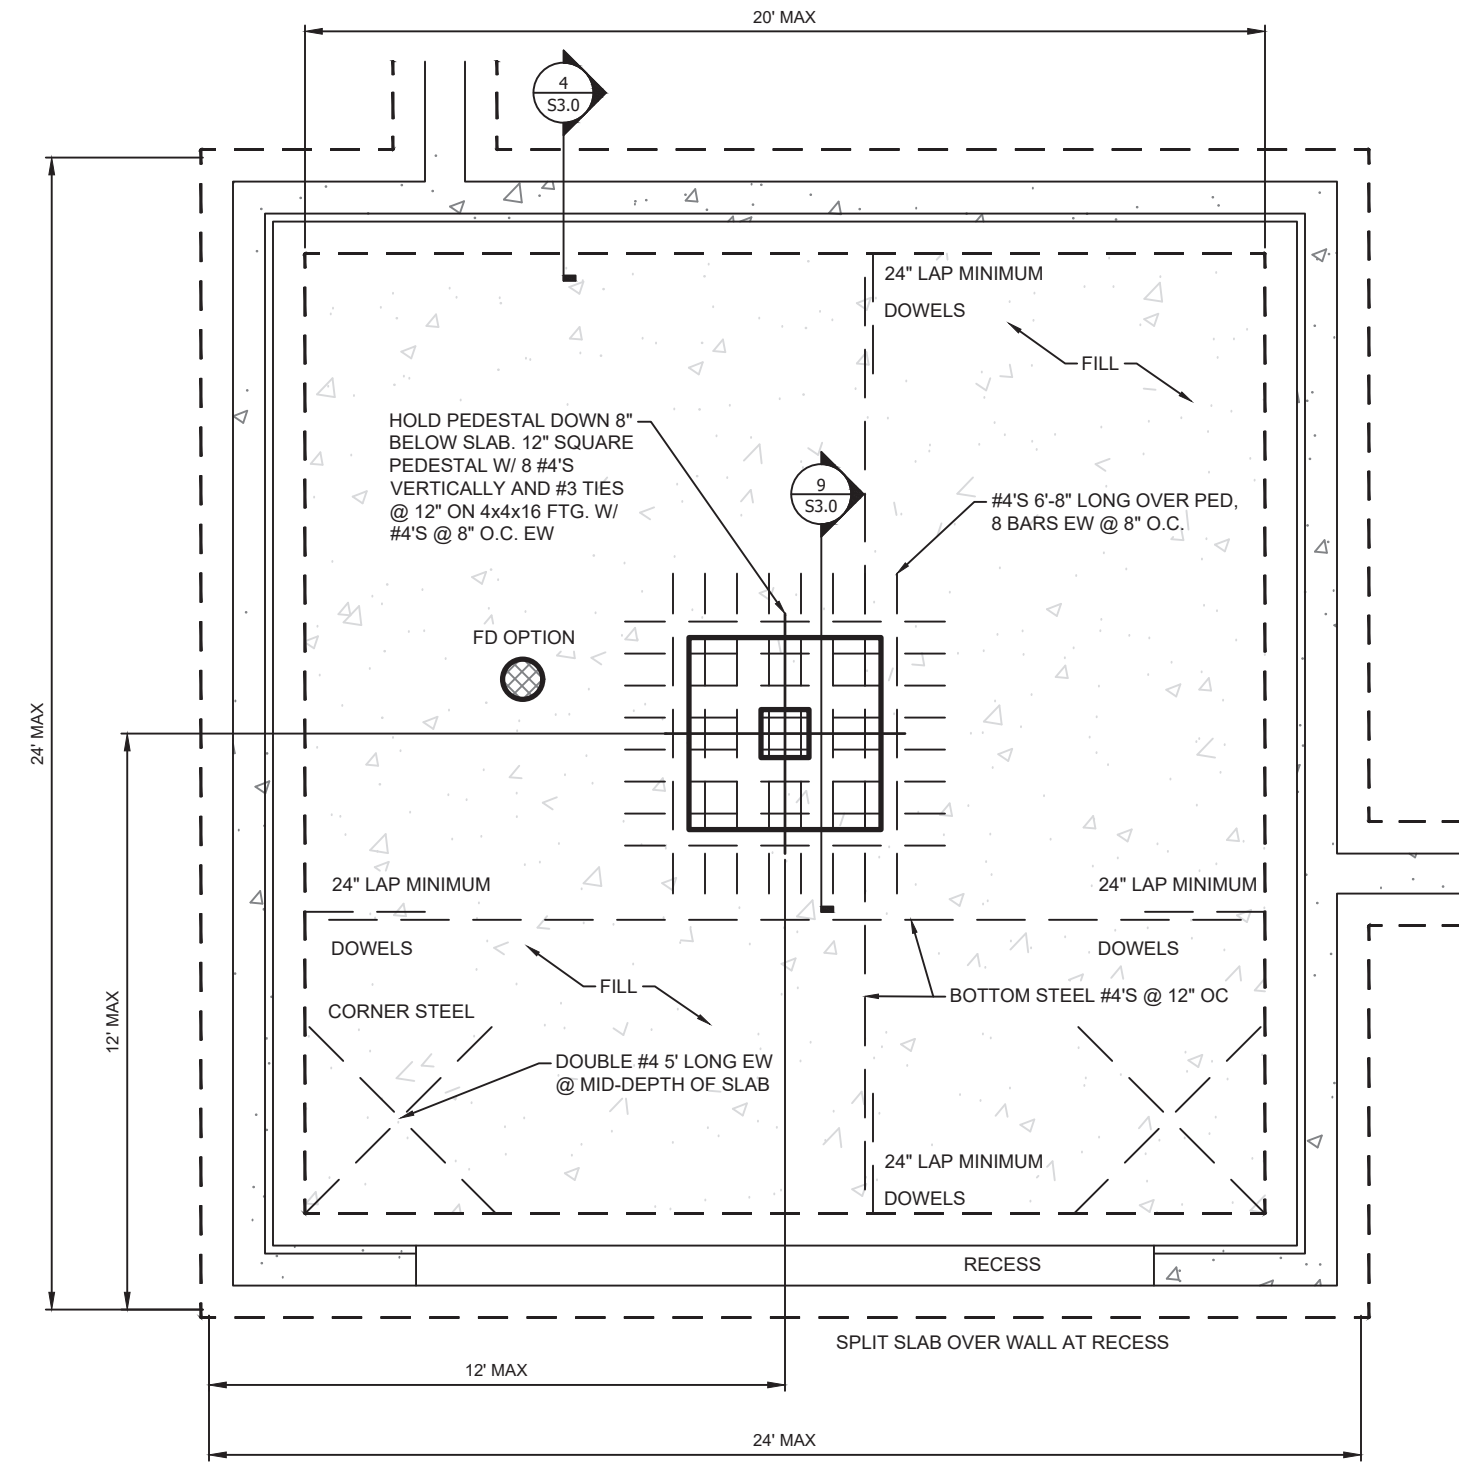 20' MAX
4
S3.0
24" LAP MINIMUM
DOWELS
FILL
HOLD PEDESTAL DOWN 8"
BELOW SLAB. 12" SQUARE
PEDESTAL W/ 8 #4'S
VERTICALLY AND #3 TIES
@ 12" ON 4x4x16 FTG. W/
#4'S @ 8" O.C. EW
9
S3.0
#4'S 6'-8" LONG OVER PED,
8 BARS EW @ 8" O.C.
FD OPTION
24' MAX
24" LAP MINIMUM
24" LAP MINIMUM
DOWELS
DOWELS
FILL
BOTTOM STEEL #4'S @ 12" OC
CORNER STEEL
12' MAX
DOUBLE #4 5' LONG EW
@ MID-DEPTH OF SLAB
24" LAP MINIMUM
DOWELS
RECESS
SPLIT SLAB OVER WALL AT RECESS
12' MAX
24' MAX